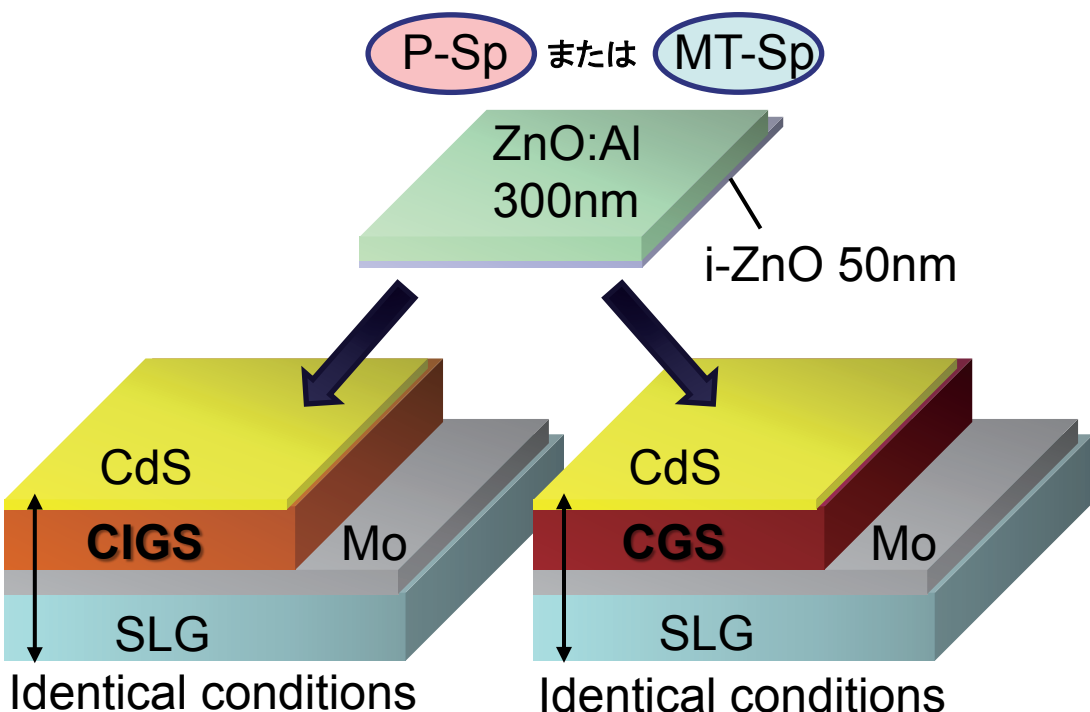 P-Sp または MT-Sp
ZnO:Al
300nm
i-ZnO 50nm
CdS
CIGS
Mo
SLG
Identical conditions
CdS
CGS
Mo
SLG
Identical conditions